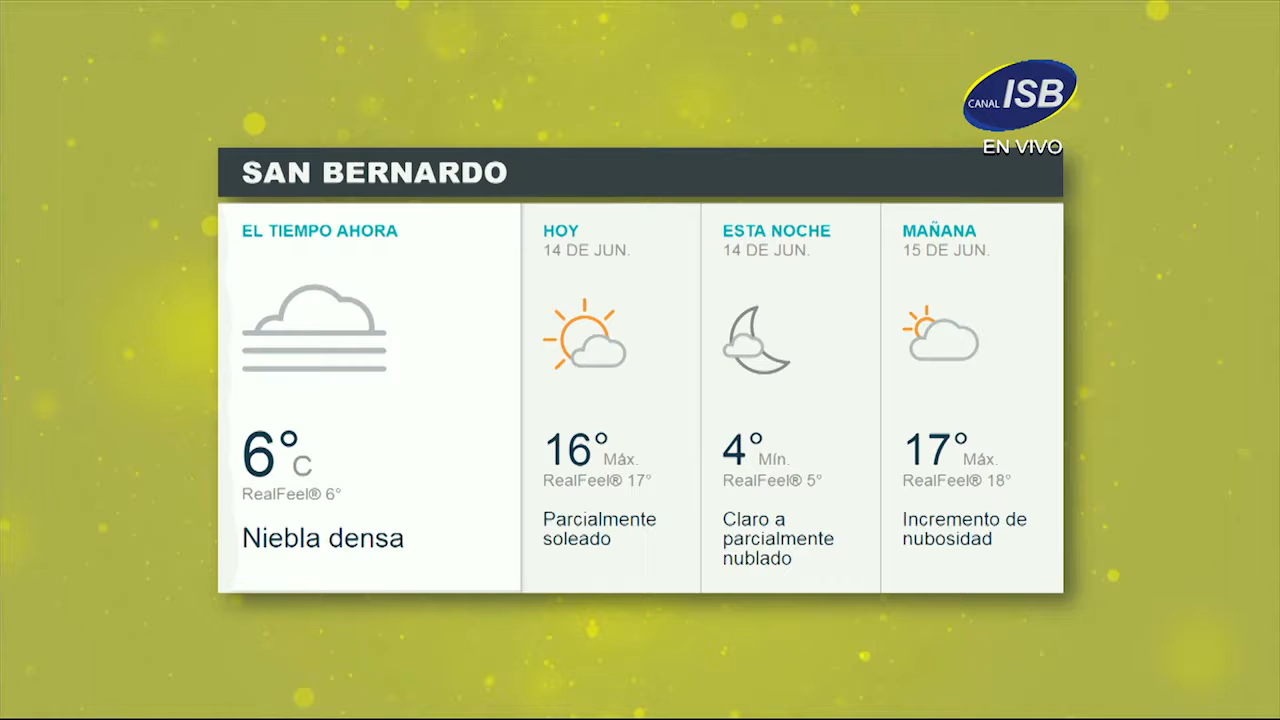 CANAL ISB
EN VIVO
SAN BERNARDO
EL TIEMPO AHORA
6°C
RealFeel® 6°
Niebla densa
HOY
14 DE JUN.
16° Máx.
RealFeel® 17°
Parcialmente
soleado
ESTA NOCHE
14 DE JUN.
4° Mín.
RealFeel® 5°
Claro a
parcialmente
nublado
MAÑANA
15 DE JUN.
17° Máx.
RealFeel® 18°
Incremento de
nubosidad